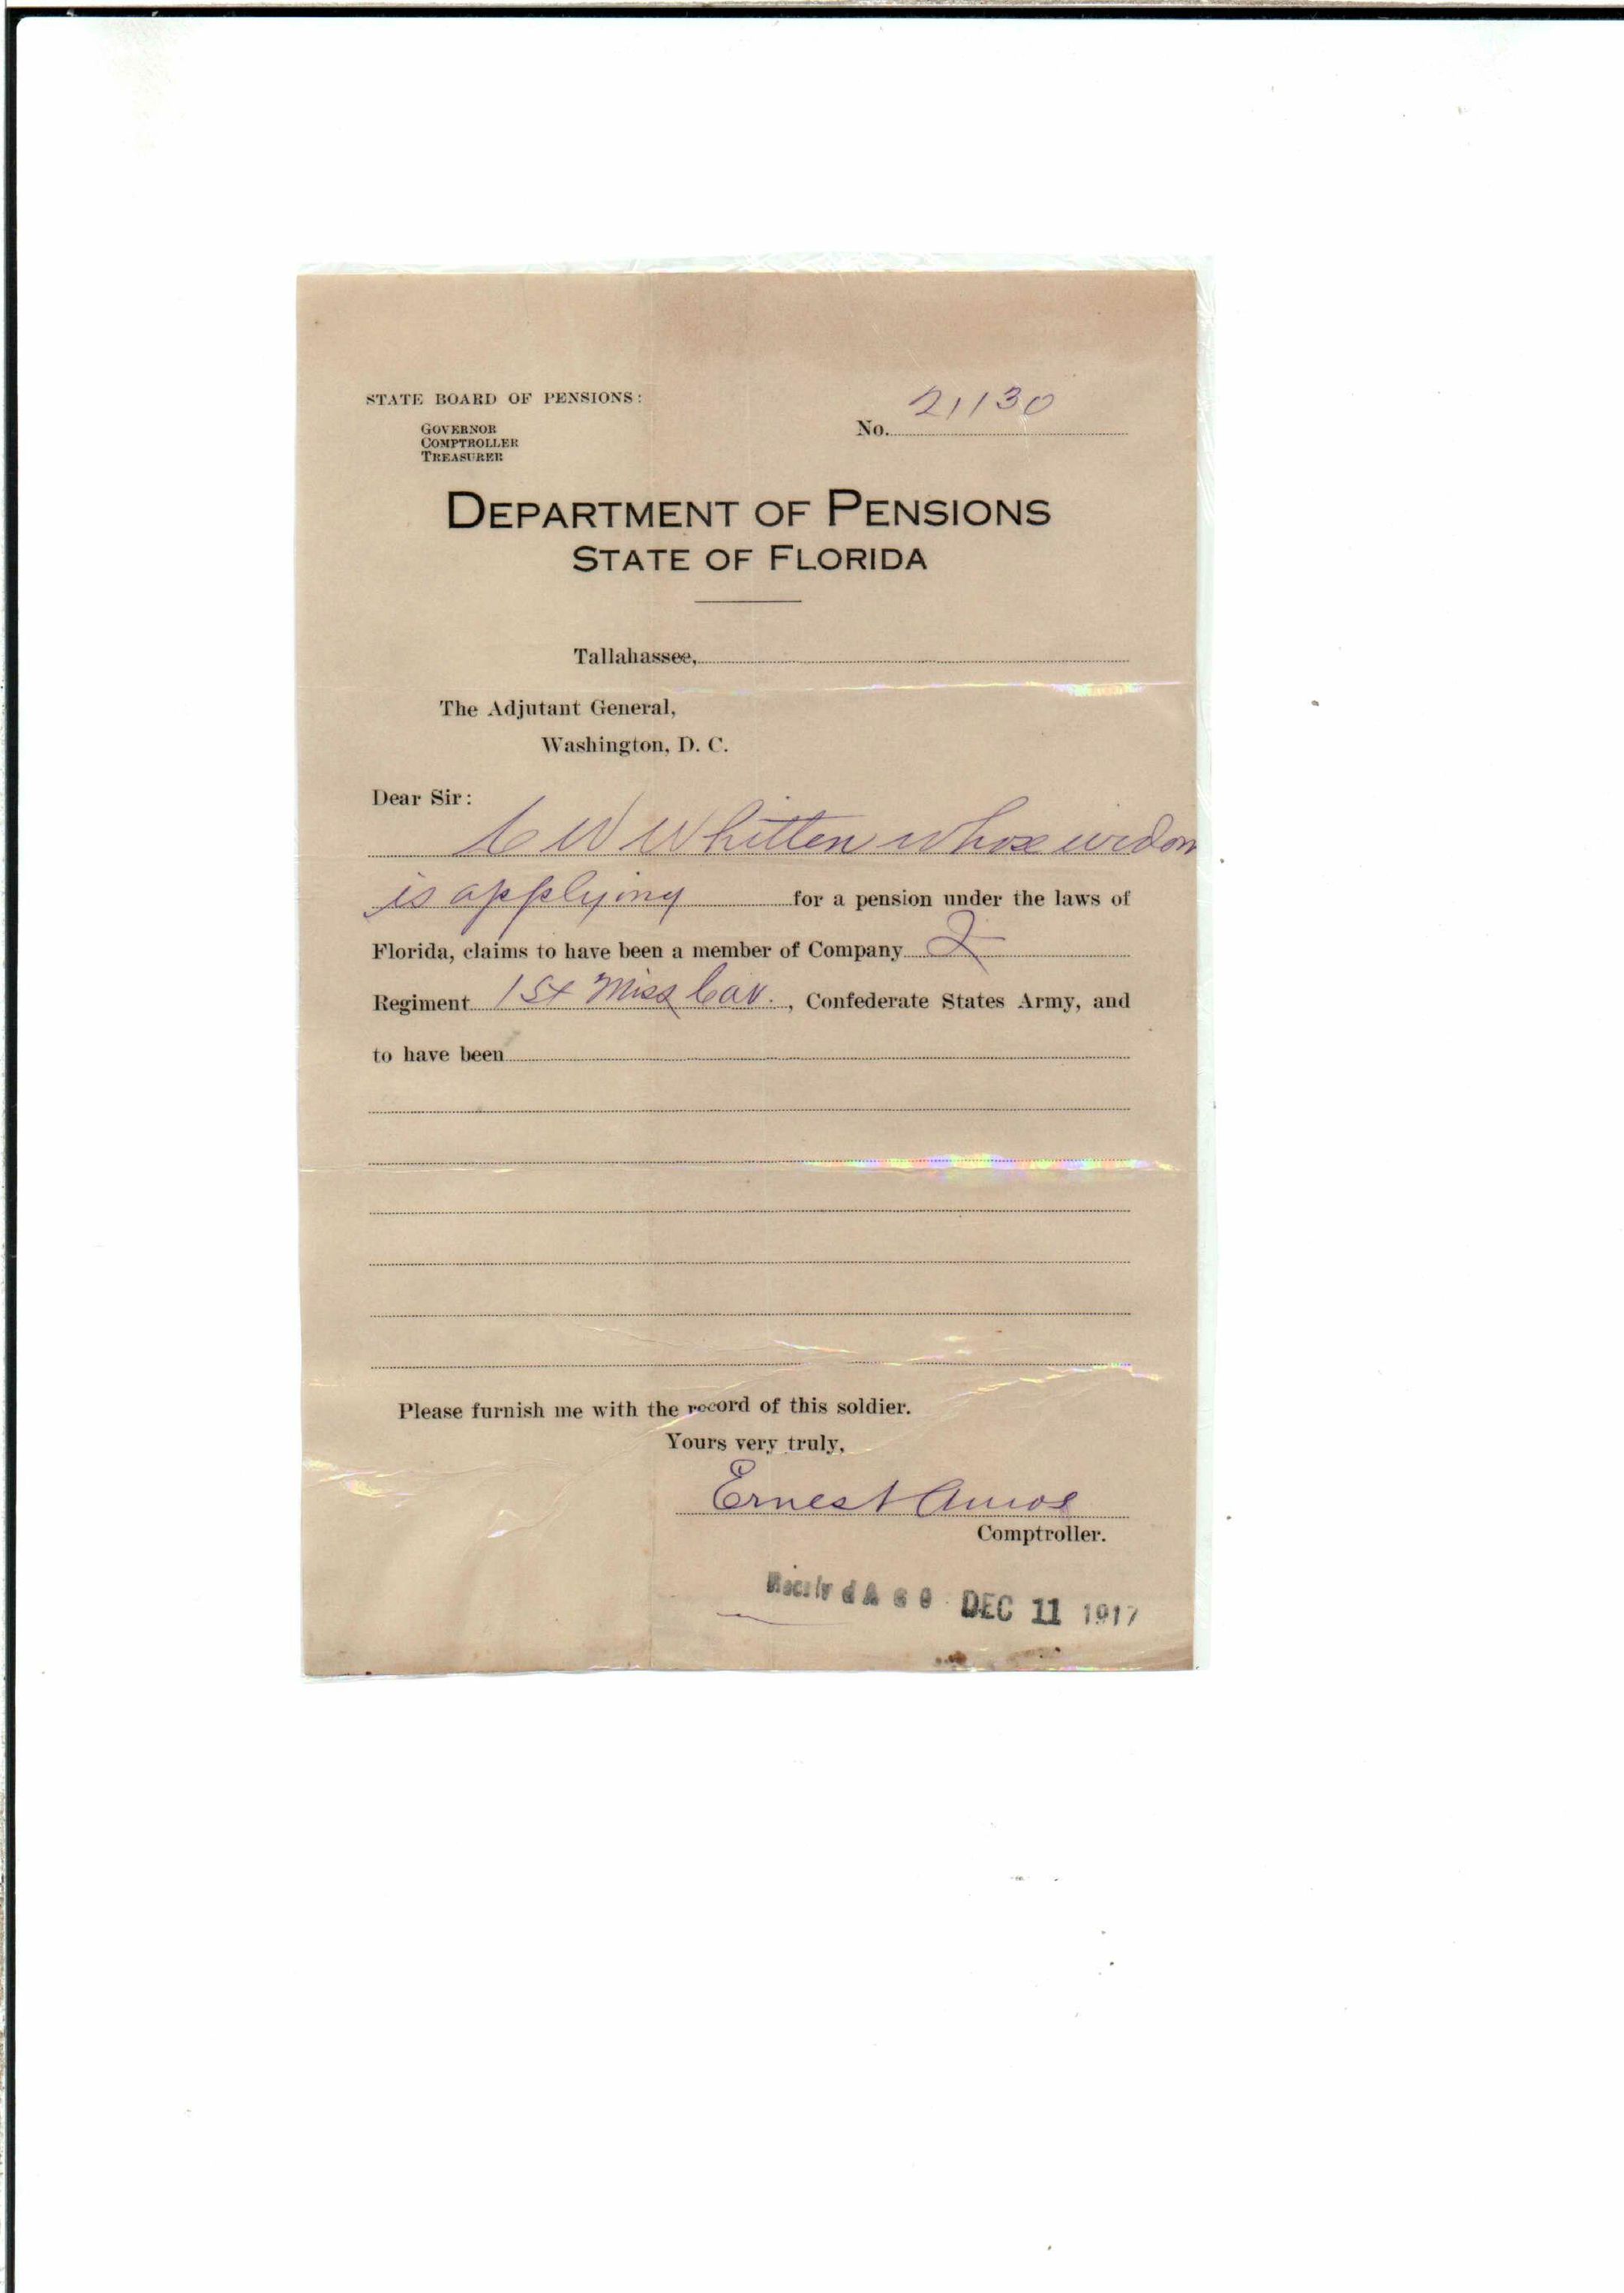 STATE BOARD OF PENSIONS:
GOVERNOR
COMPTROLLER
TREASURER
No. 21130
DEPARTMENT OF PENSIONS
STATE OF FLORIDA
Tallahassee,
The Adjutant General,
Washington, D. C.
Dear Sir:
C W Whitten whose widow
is applying for a pension under the laws of
Florida, claims to have been a member of Company
Regiment 1st Miss Cav., Confederate States Army, and
to have been
Please furnish me with the record of this soldier.
Yours very truly,
Ernest Amos
Comptroller.
DEC 11 1917